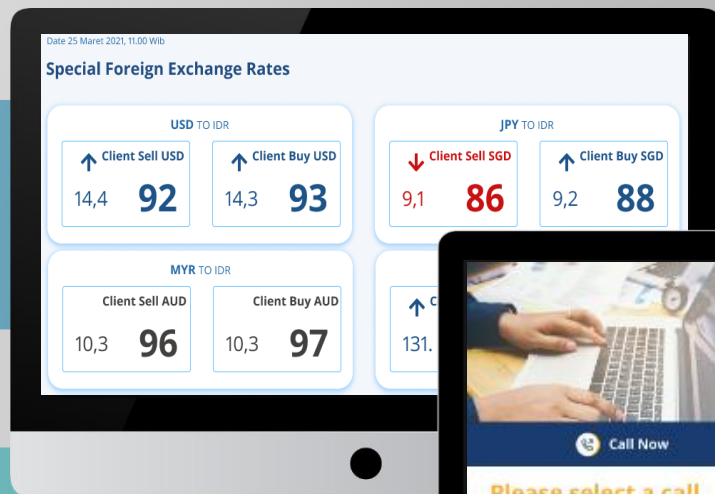 Date 25 Maret 2021, 11.00 Wib
Special Foreign Exchange Rates
USD TO IDR
Client Sell USD
14,4 92
Client Buy USD
14,3 93
JPY TO IDR
Client Sell SGD
9,1 86
Client Buy SGD
9,2 88
MYR TO IDR
Client Sell AUD
10,3 96
Client Buy AUD
10,3 97
131.
Call Now
Please select a call